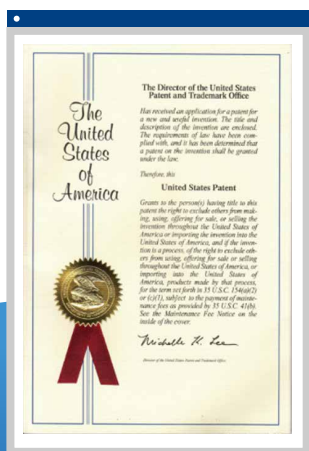 The
United
States
of
America
The Director of the United States
Patent and Trademark Office
Has received an application for a patent for
a new and useful invention. The title and
description of the invention are enclosed.
The requirements of law have been com-
plied with, and it has been determined that
a patent on the invention shall be granted
under the law.
Therefore, this
United States Patent
Grants to the person(s) having title to this
patent the right to exclude others from mak-
ing, using, offering for sale, or selling the
invention throughout the United States of
America or importing the invention into the
United States of America, and if the inven-
tion is a process, of the right to exclude oth-
ers from using, offering for sale or selling
throughout the United States of America, or
importing into the United States of
America, products made by that process,
for the term set forth in 35 U.S.C. 154(a)(2)
or (c)(1), subject to the payment of mainte-
nance fees as provided by 35 U.S.C. 41(b).
See the Maintenance Fee Notice on the
inside of the cover.
Michelle K. Lee
Director of the United States Patent and Trademark Office